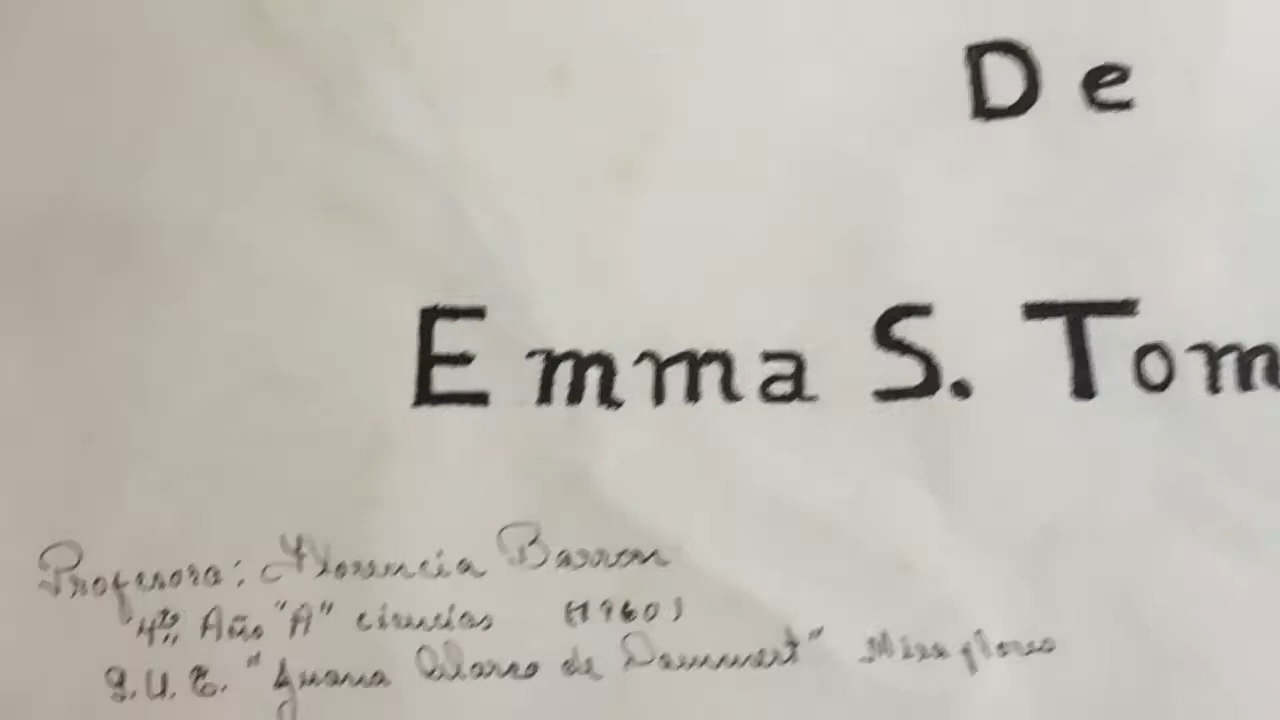 De
Emma S. Tom
Profesora: Florencia Barron
4to Año "A" ciencias (1960)
G.U.E. "Juana Alarco de Dammert" Miraflores